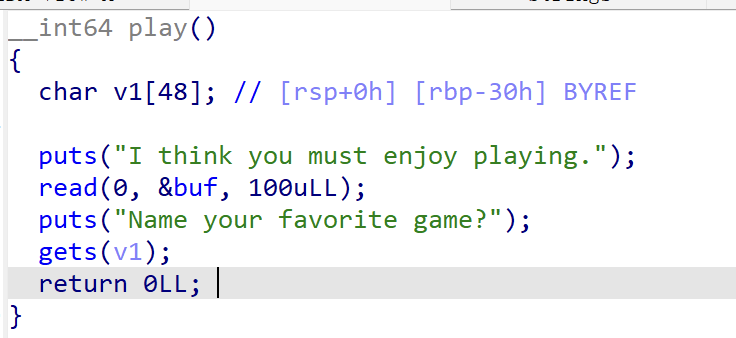 __int64 play()
{
char v1[48]; // [rsp+0h] [rbp-30h] BYREF
puts("I think you must enjoy playing.");
read(0, &buf, 100uLL);
puts("Name your favorite game?");
gets(v1);
return 0LL;
}